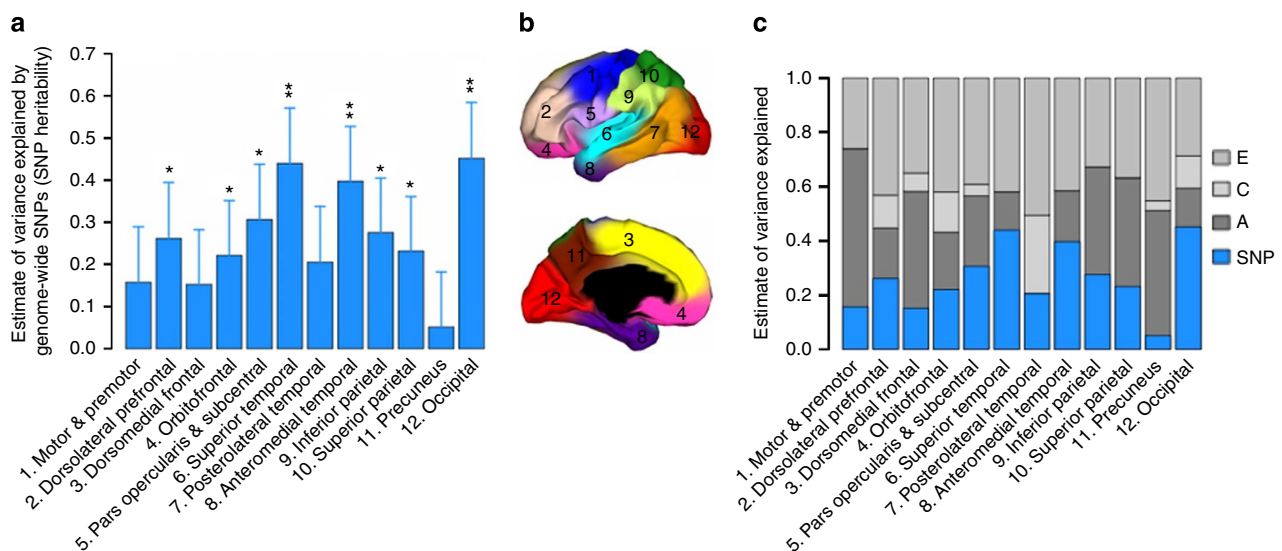 a
Estimate of variance explained by
genome-wide SNPs (SNP heritability)
0.7
0.6
0.5
0.4
0.3
0.2
0.1
0.0
*
*
*
**
**
*
*
**
1. Motor & premotor
2. Dorsolateral prefrontal
3. Dorsomedial frontal
4. Orbitofrontal
5. Pars opercularis & subcentral
6. Superior temporal
7. Posterolateral temporal
8. Anteromedial temporal
9. Inferior parietal
10. Superior parietal
11. Precuneus
12. Occipital
b
1
10
2
9
5
6
7
12
4
8
3
11
12
4
8
c
Estimate of variance explained
1.0
0.8
0.6
0.4
0.2
0.0
E
C
A
SNP
1. Motor & premotor
2. Dorsolateral prefrontal
3. Dorsomedial frontal
4. Orbitofrontal
5. Pars opercularis & subcentral
6. Superior temporal
7. Posterolateral temporal
8. Anteromedial temporal
9. Inferior parietal
10. Superior parietal
11. Precuneus
12. Occipital